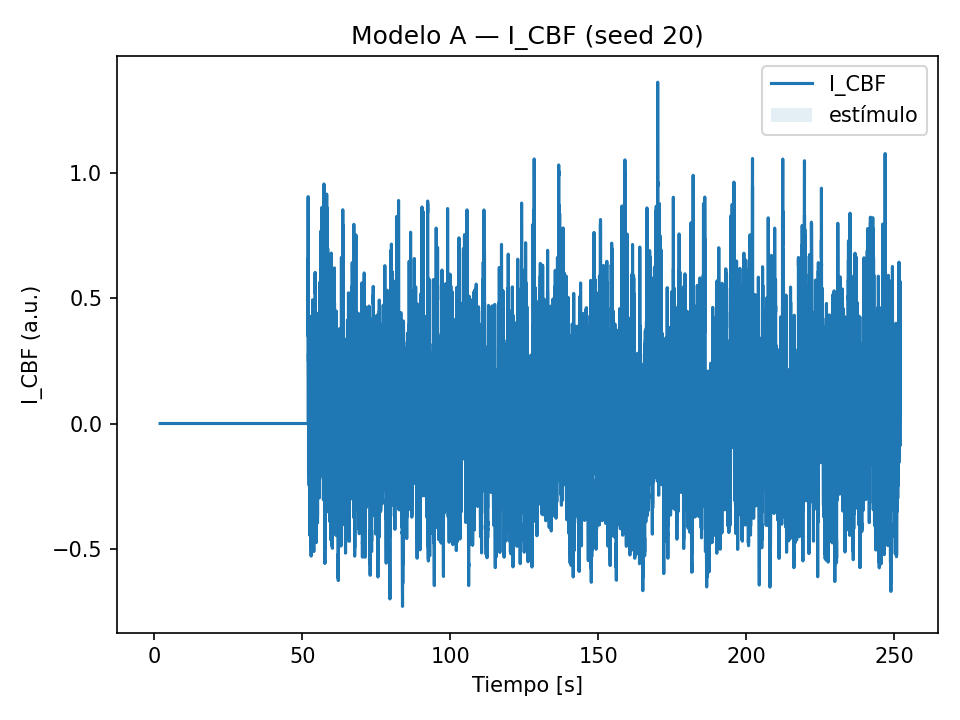 Modelo A — I_CBF (seed 20)
I_CBF
estímulo
I_CBF (a.u.)
1.0
0.5
0.0
−0.5
0
50
100
150
200
250
Tiempo [s]